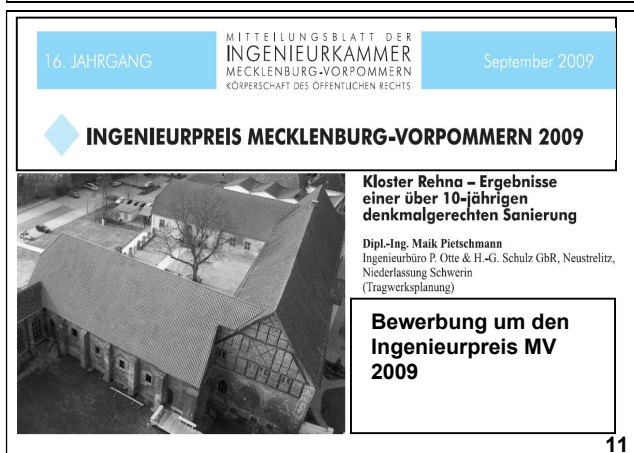 16. JAHRGANG
MITTEILUNGSBLATT DER
INGENIEURKAMMER
MECKLENBURG-VORPOMMERN
KÖRPERSCHAFT DES ÖFFENTLICHEN RECHTS
September 2009
INGENIEURPREIS MECKLENBURG-VORPOMMERN 2009
Kloster Rehna – Ergebnisse
einer über 10-jährigen
denkmalgerechten Sanierung
Dipl.-Ing. Maik Pietschmann
Ingenieurbüro P. Otte & H.-G. Schulz GbR, Neustrelitz,
Niederlassung Schwerin
(Tragwerksplanung)
Bewerbung um den
Ingenieurpreis MV
2009
11